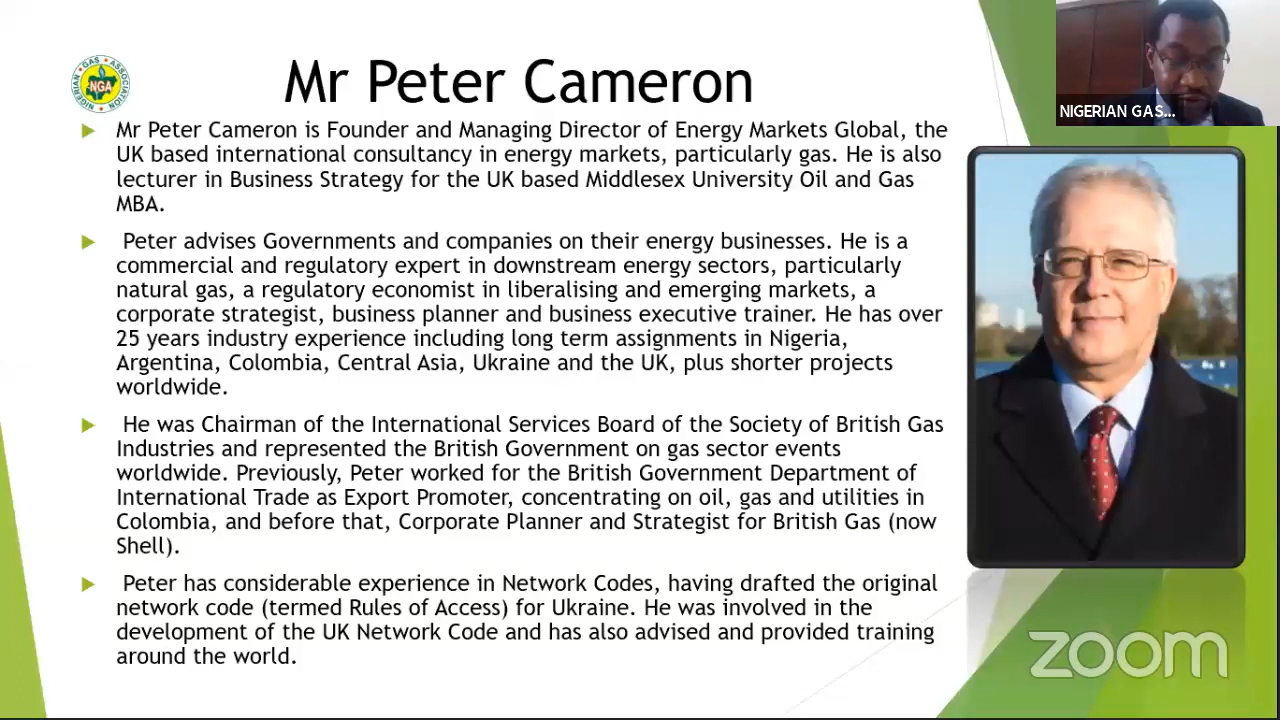 Mr Peter Cameron
NIGERIAN GAS ASSOCIATION
NGA
NIGERIAN GAS...
Mr Peter Cameron is Founder and Managing Director of Energy Markets Global, the
UK based international consultancy in energy markets, particularly gas. He is also
lecturer in Business Strategy for the UK based Middlesex University Oil and Gas
MBA.
Peter advises Governments and companies on their energy businesses. He is a
commercial and regulatory expert in downstream energy sectors, particularly
natural gas, a regulatory economist in liberalising and emerging markets, a
corporate strategist, business planner and business executive trainer. He has over
25 years industry experience including long term assignments in Nigeria,
Argentina, Colombia, Central Asia, Ukraine and the UK, plus shorter projects
worldwide.
He was Chairman of the International Services Board of the Society of British Gas
Industries and represented the British Government on gas sector events
worldwide. Previously, Peter worked for the British Government Department of
International Trade as Export Promoter, concentrating on oil, gas and utilities in
Colombia, and before that, Corporate Planner and Strategist for British Gas (now
Shell).
Peter has considerable experience in Network Codes, having drafted the original
network code (termed Rules of Access) for Ukraine. He was involved in the
development of the UK Network Code and has also advised and provided training
around the world.
zoom